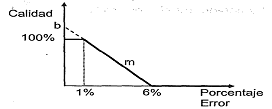 Calidad
b
100%
m
1%
6%
Porcentaje
Error